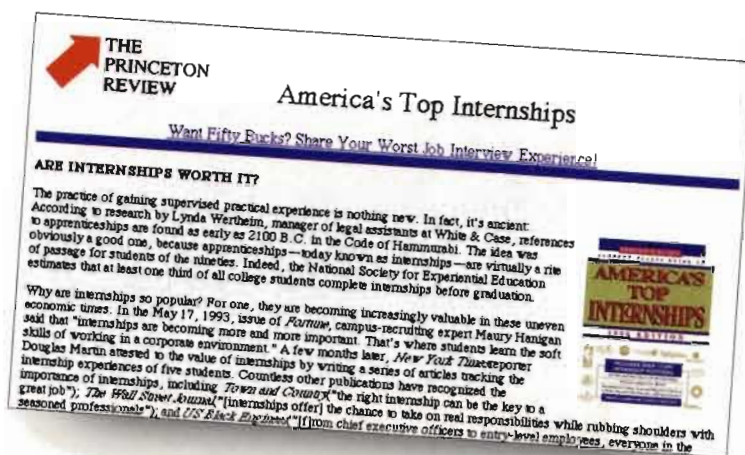 THE
PRINCETON
REVIEW
America's Top Internships
Want Fifty Bucks? Share Your Worst Job Interview Experience!
ARE INTERNSHIPS WORTH IT?
The practice of gaining supervised practical experience is nothing new. In fact, it's ancient:
According to research by Lynda Wertheim, manager of legal assistants at White & Case, references
to apprenticeships are found as early as 2100 B.C. in the Code of Hammurabi. The idea was
obviously a good one, because apprenticeships—today known as internships—are virtually a rite
of passage for students of the nineties. Indeed, the National Society for Experiential Education
estimates that at least one third of all college students complete internships before graduation.
AMERICA'S
TOP
INTERNSHIPS
EDITION
Why are internships so popular? For one, they are becoming increasingly valuable in these uneven
economic times. In the May 17, 1993, issue of Fortune, campus-recruiting expert Maury Hanigan
said that "internships are becoming more and more important. That's where students learn the soft
skills of working in a corporate environment." A few months later, New York Times reporter
Douglas Martin attested to the value of internships by writing a series of articles tracking the
internship experiences of five students. Countless other publications have recognized the
importance of internships, including Town and Country ("the right internship can be the key to a
great job"); The Wall Street Journal ("[internships offer] the chance to take on real responsibilities while rubbing shoulders with
seasoned professionals"); and US Black Engineer ("[f]rom chief executive officers to entry-level employees, everyone in the